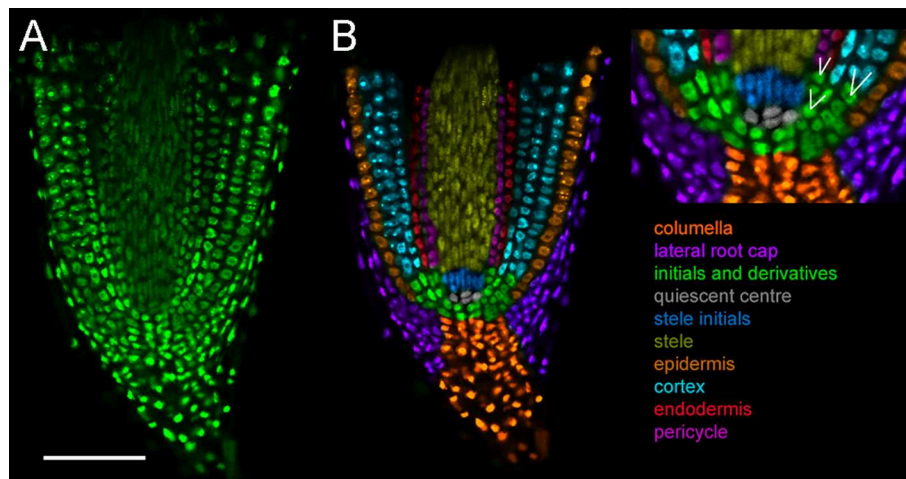 A
B
columella
lateral root cap
initials and derivatives
quiescent centre
stele initials
stele
epidermis
cortex
endodermis
pericycle